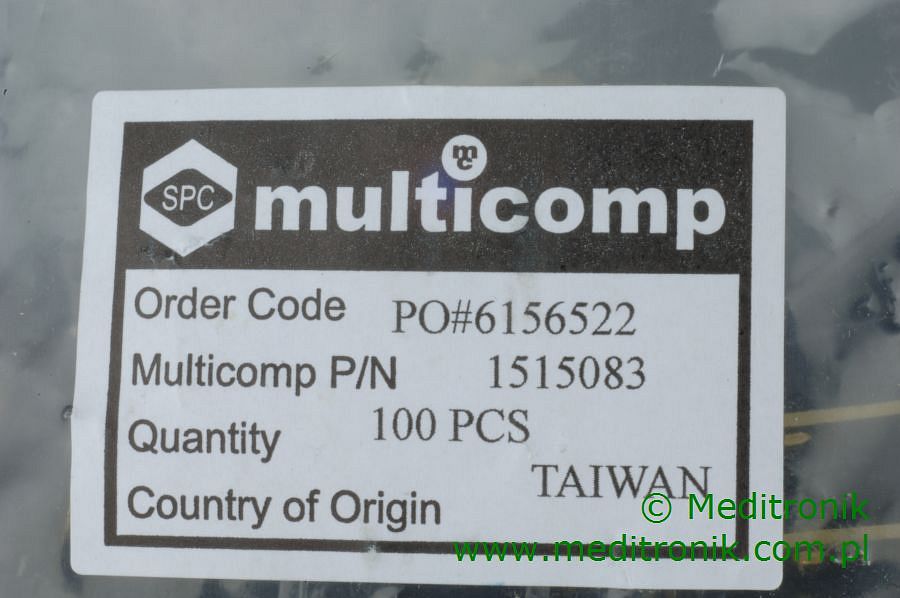 SPC
mc
multicomp
Order Code PO#6156522
Multicomp P/N 1515083
Quantity 100 PCS
Country of Origin TAIWAN
© Meditronik
www.meditronik.com.pl